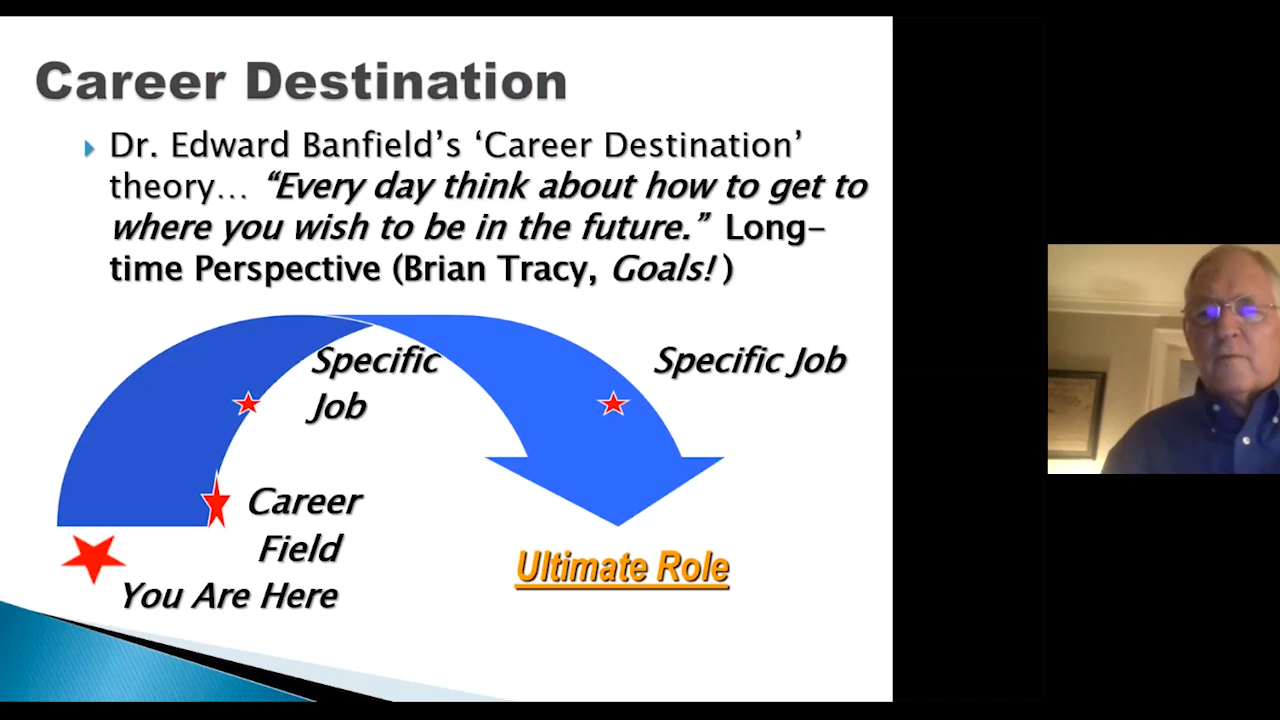 Career Destination
Dr. Edward Banfield’s ‘Career Destination’
theory… “Every day think about how to get to
where you wish to be in the future.” Long-
time Perspective (Brian Tracy, Goals! )
Specific
Job
Specific Job
Career
Field
You Are Here
Ultimate Role